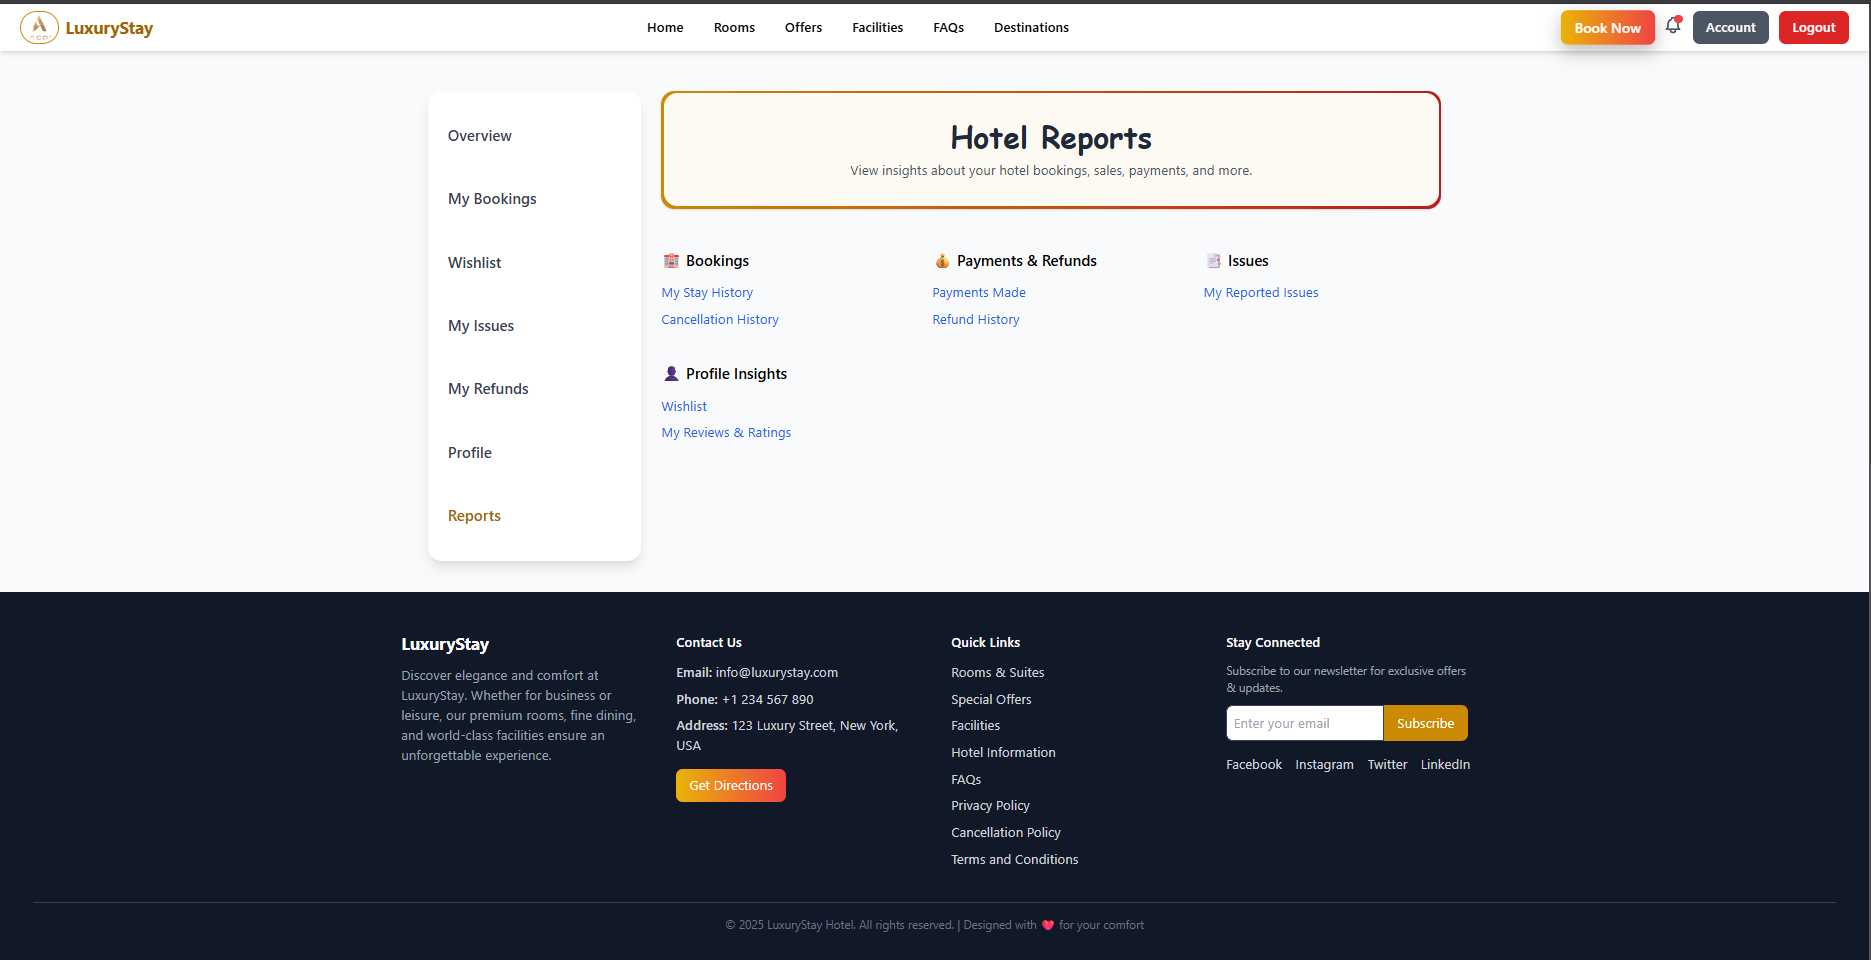 LuxuryStay
Home Rooms Offers Facilities FAQs Destinations
Book Now Account Logout
Overview
My Bookings
Wishlist
My Issues
My Refunds
Profile
Reports
Hotel Reports
View insights about your hotel bookings, sales, payments, and more.
Bookings
My Stay History
Cancellation History
Payments & Refunds
Payments Made
Refund History
Issues
My Reported Issues
Profile Insights
Wishlist
My Reviews & Ratings
LuxuryStay
Discover elegance and comfort at
LuxuryStay. Whether for business or
leisure, our premium rooms, fine dining,
and world-class facilities ensure an
unforgettable experience.
Contact Us
Email: info@luxurystay.com
Phone: +1 234 567 890
Address: 123 Luxury Street, New York,
USA
Get Directions
Quick Links
Rooms & Suites
Special Offers
Facilities
Hotel Information
FAQs
Privacy Policy
Cancellation Policy
Terms and Conditions
Stay Connected
Subscribe to our newsletter for exclusive offers
& updates.
Enter your email Subscribe
Facebook Instagram Twitter LinkedIn
© 2025 LuxuryStay Hotel. All rights reserved. | Designed with ❤️ for your comfort